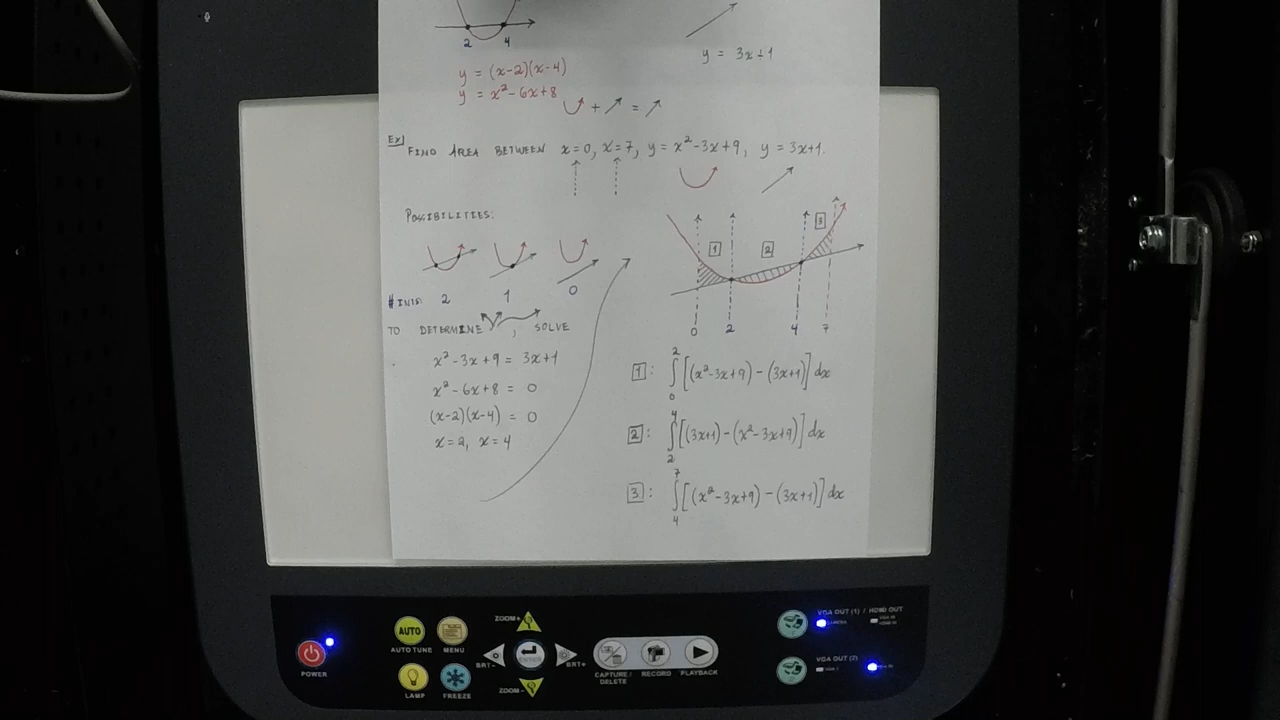 2 4
y = 3x+1
y = (x-2)(x-4)
y = x²-6x+8
+ =
Ex)
FIND AREA BETWEEN x=0, x=7, y = x²-3x+9, y = 3x+1.
POSSIBILITIES:
1 2 3
# INTS: 2 1 0
0 2 4 7
TO DETERMINE , SOLVE
x²-3x+9 = 3x+1
x²-6x+8 = 0
(x-2)(x-4) = 0
x=2, x=4
1: ∫₀² [(x²-3x+9)-(3x+1)] dx
2: ∫₂⁴ [(3x+1)-(x²-3x+9)] dx
3: ∫₄⁷ [(x²-3x+9)-(3x+1)] dx
POWER
AUTO
AUTO TUNE
MENU
LAMP
FREEZE
ZOOM+
BRT-
ENTER
BRT+
ZOOM-
CAPTURE / DELETE
RECORD
PLAYBACK
VGA OUT (1) / HDMI OUT
VGA OUT (2)